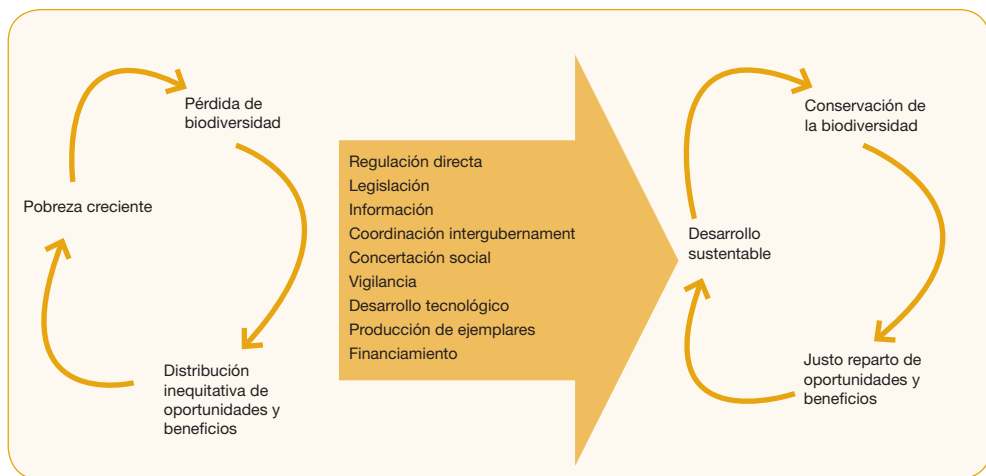 Pérdida de
biodiversidad
Pobreza creciente
Distribución
inequitativa de
oportunidades y
beneficios
Regulación directa
Legislación
Información
Coordinación intergubernament
Concertación social
Vigilancia
Desarrollo tecnológico
Producción de ejemplares
Financiamiento
Conservación de
la biodiversidad
Desarrollo
sustentable
Justo reparto de
oportunidades y
beneficios